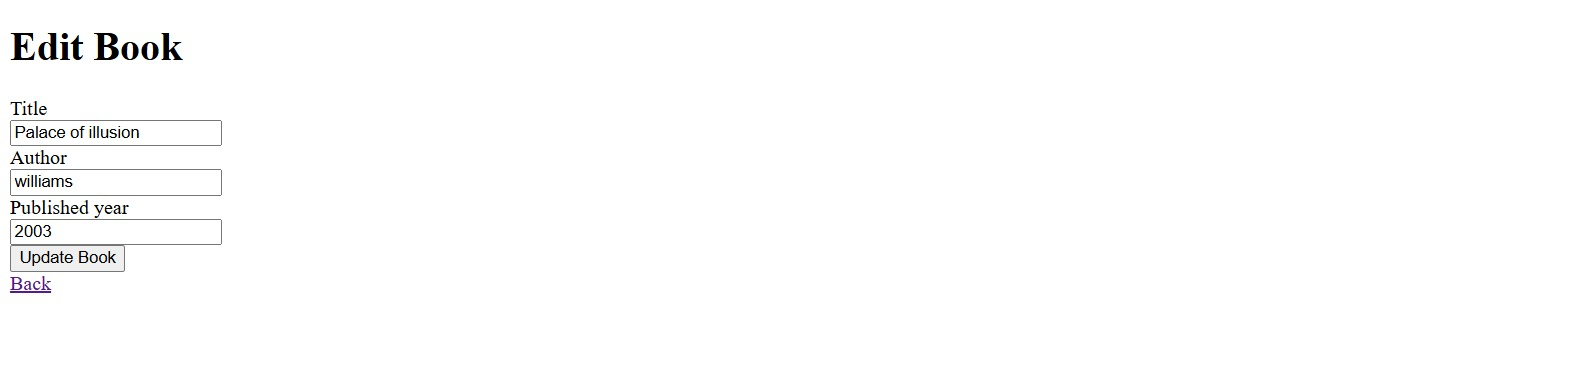 Edit Book
Title
Palace of illusion
Author
williams
Published year
2003
Update Book
Back